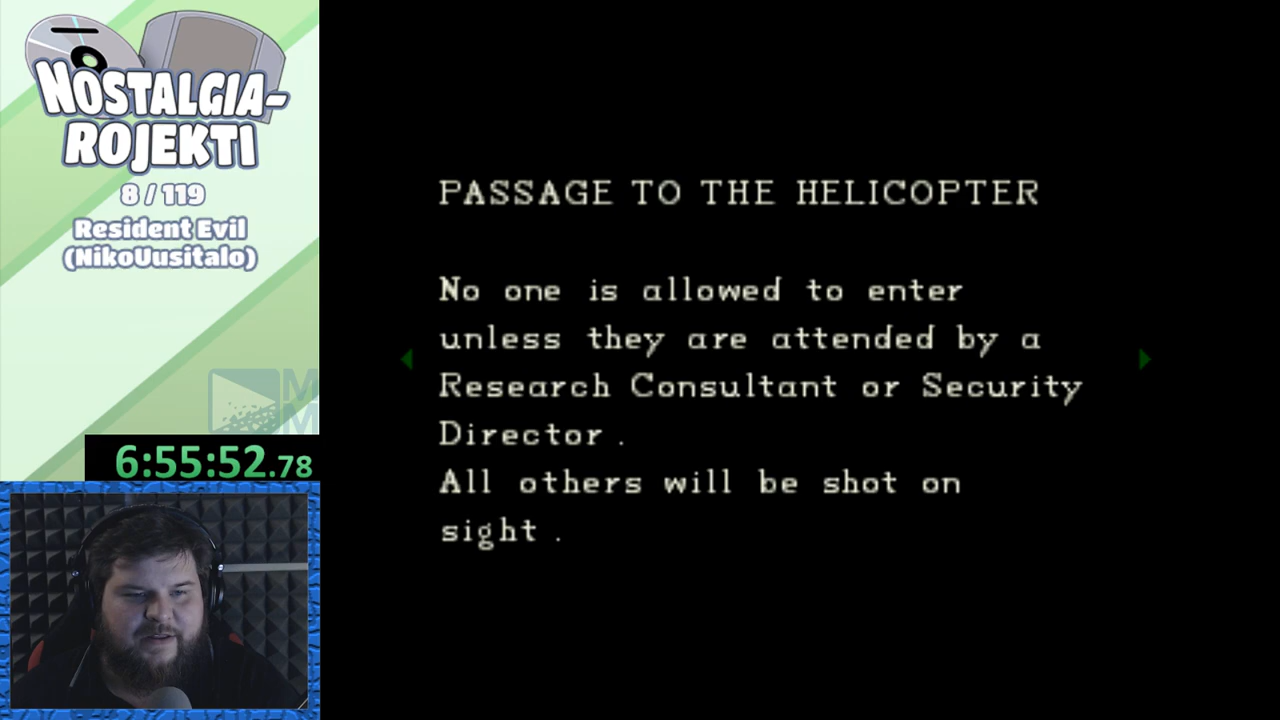 NOSTALGIA-
ROJEKTI
8 / 119
Resident Evil
(NikoUusitalo)
M
M
6:55:52.78
PASSAGE TO THE HELICOPTER
No one is allowed to enter
unless they are attended by a
Research Consultant or Security
Director .
All others will be shot on
sight .